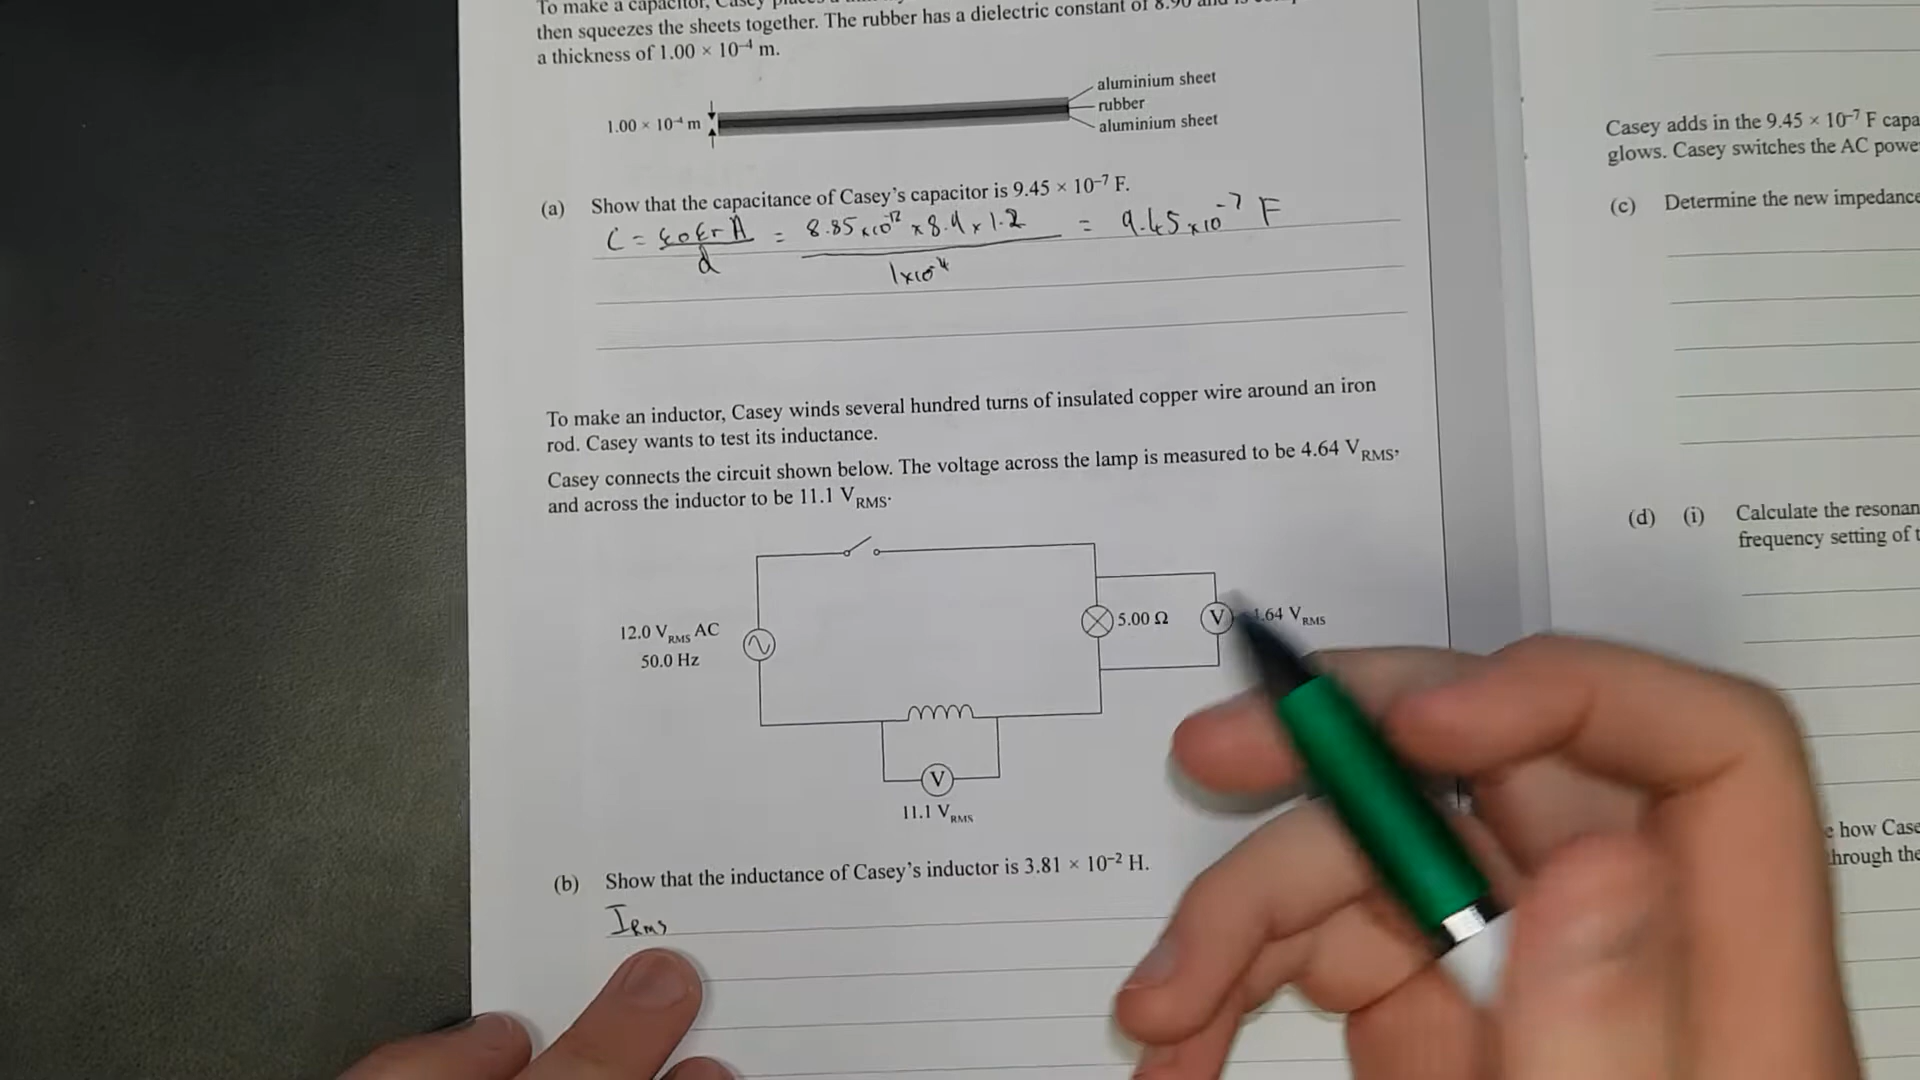 To make a capacitor, Casey places a
then squeezes the sheets together. The rubber has a dielectric constant of 8.90 and is
a thickness of 1.00 × 10⁻⁴ m.
aluminium sheet
1.00 × 10⁻⁴ m
rubber
aluminium sheet
(a) Show that the capacitance of Casey's capacitor is 9.45 × 10⁻⁷ F.
C = ε₀εrA / d = 8.85×10⁻¹² × 8.9 × 1.2 / 1×10⁻⁴ = 9.45×10⁻⁷ F
To make an inductor, Casey winds several hundred turns of insulated copper wire around an iron
rod. Casey wants to test its inductance.
Casey connects the circuit shown below. The voltage across the lamp is measured to be 4.64 V_RMS,
and across the inductor to be 11.1 V_RMS.
12.0 V_RMS AC
50.0 Hz
5.00 Ω
V
.64 V_RMS
V
11.1 V_RMS
(b) Show that the inductance of Casey's inductor is 3.81 × 10⁻² H.
I_RMS
Casey adds in the 9.45 × 10⁻⁷ F
glows. Casey switches the AC
(c) Determine the new impedance
(d) (i) Calculate the
frequency setting of
how
through the